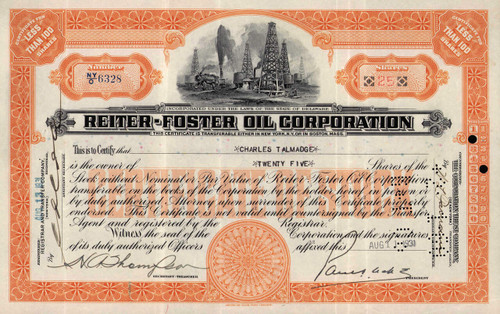 CERTIFICATE FOR
LESS
THAN 100
SHARES
CERTIFICATE FOR
LESS
THAN 100
SHARES
NUMBER
NY
O 6328
SHARES
25
INCORPORATED UNDER THE LAWS OF THE STATE OF DELAWARE
REITER-FOSTER OIL CORPORATION
THIS CERTIFICATE IS TRANSFERABLE EITHER IN NEW YORK, N.Y. OR IN BOSTON, MASS.
This is to Certify that CHARLES TALMADGE
is the owner of TWENTY FIVE Shares of the
Stock without Nominal or Par Value of Reiter Foster Oil Corporation
transferable on the books of the Corporation by the holder hereof in person or
by duly authorized Attorney upon surrender of this Certificate properly
endorsed. This certificate is not valid until countersigned by the Transfer
Agent and registered by the Registrar.
Witness the seal of the Corporation and the signatures
of its duly authorized Officers affixed this AUG 11 1931